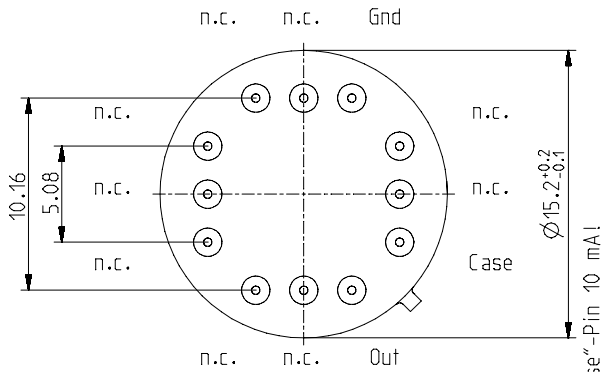 n.c. n.c. Gnd
n.c. n.c.
10.16
5.08
n.c. n.c.
Ø15.2+0.2-0.1
n.c. Case
n.c. n.c. Out
-Pin 10 mA!